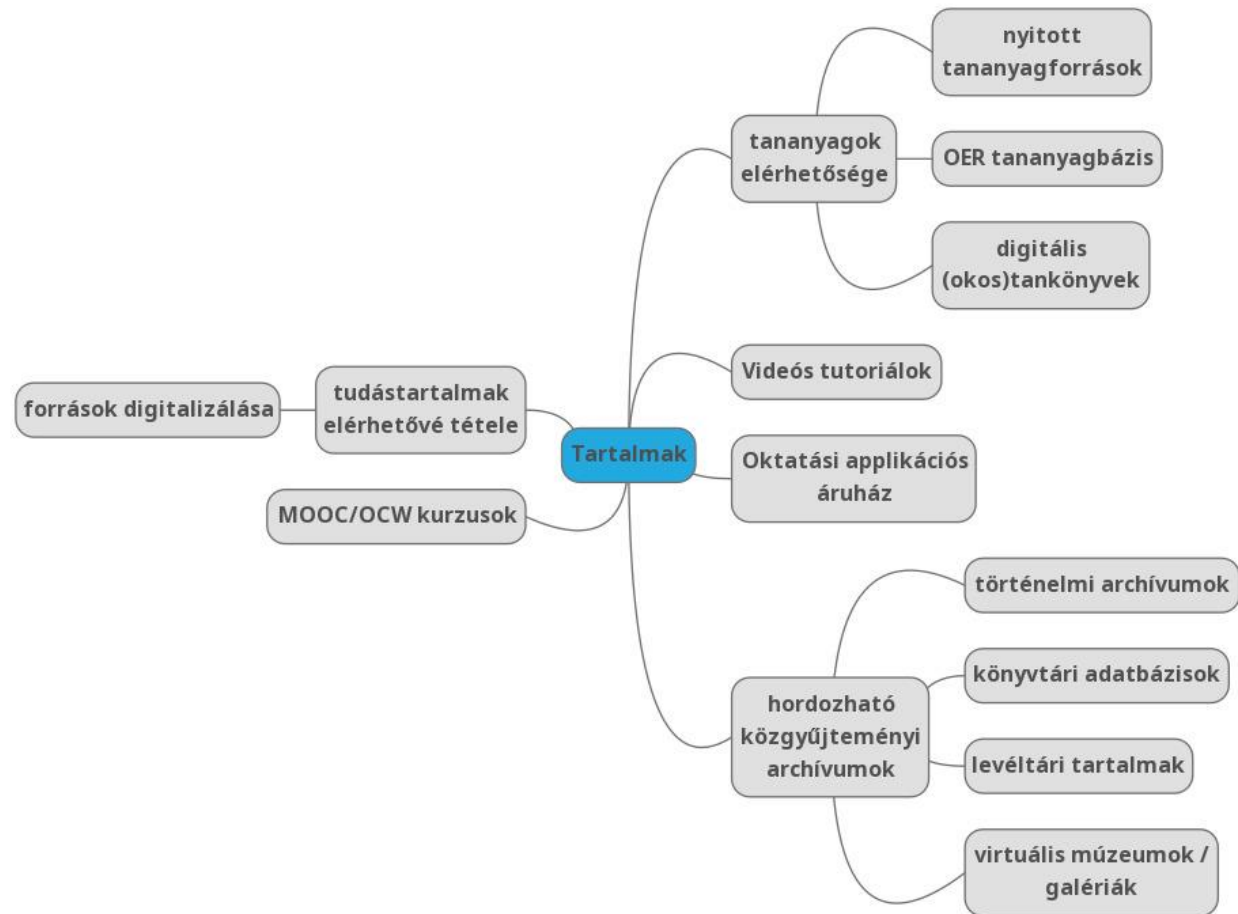 nyitott
tananyagforrások
tananyagok
elérhetősége
OER tananyagbázis
digitális
(okos)tankönyvek
Videós tutoriálok
források digitalizálása
tudástartalmak
elérhetővé tétele
Tartalmak
Oktatási applikációs
áruház
MOOC/OCW kurzusok
történelmi archívumok
könyvtári adatbázisok
hordozható
közgyűjteményi
archívumok
levéltári tartalmak
virtuális múzeumok /
galériák